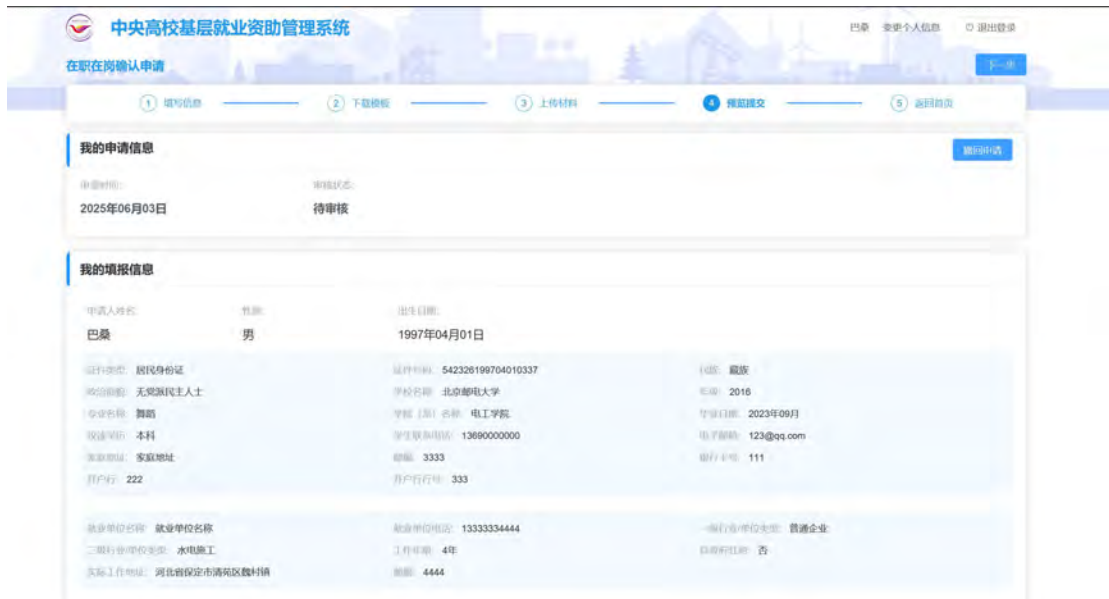 中央高校基层就业资助管理系统
巴桑 变更个人信息 退出登录
在职在岗确认申请
下一步
1 填写信息 2 下载模板 3 上传材料 4 预览提交 5 返回首页
我的申请信息
撤回申请
申请时间: 审核状态:
2025年06月03日 待审核
我的填报信息
申请人姓名: 性别: 出生日期:
巴桑 男 1997年04月01日
证件类型: 居民身份证 证件号码: 542326199704010337 民族: 藏族
政治面貌: 无党派民主人士 学校名称: 北京邮电大学 年级: 2016
专业名称: 舞蹈 学院(系)名称: 电工学院 毕业日期: 2023年09月
就读学历: 本科 学生联系电话: 13690000000 电子邮箱: 123@qq.com
家庭地址: 家庭地址 邮编: 3333 银行卡号: 111
开户行: 222 开户行行号: 333
就业单位名称: 就业单位名称 就业单位电话: 13333334444 一级行业/单位类型: 普通企业
二级行业/单位类型: 水电施工 工作年限: 4年 否
实际工作地址: 河北省保定市清苑区魏村镇 邮编: 4444